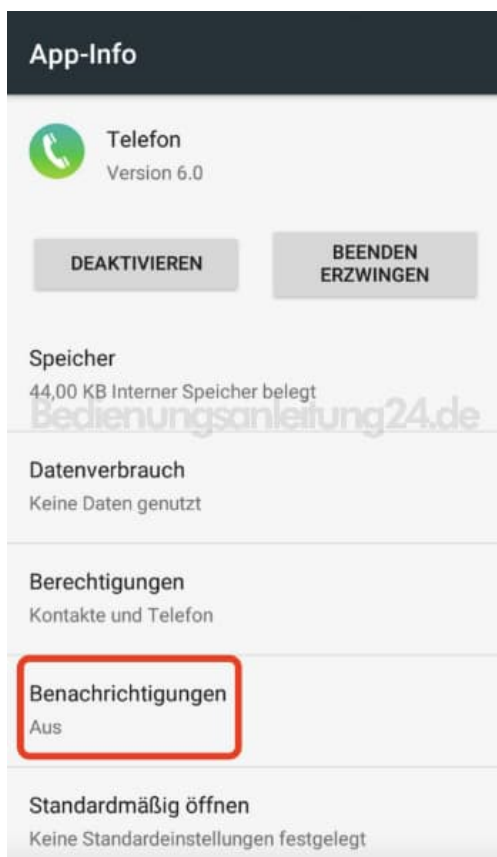 App-Info
Telefon
Version 6.0
DEAKTIVIEREN
BEENDEN
ERZWINGEN
Speicher
44,00 KB Interner Speicher belegt
Bedienungsanleitung24.de
Datenverbrauch
Keine Daten genutzt
Berechtigungen
Kontakte und Telefon
Benachrichtigungen
Aus
Standardmäßig öffnen
Keine Standardeinstellungen festgelegt